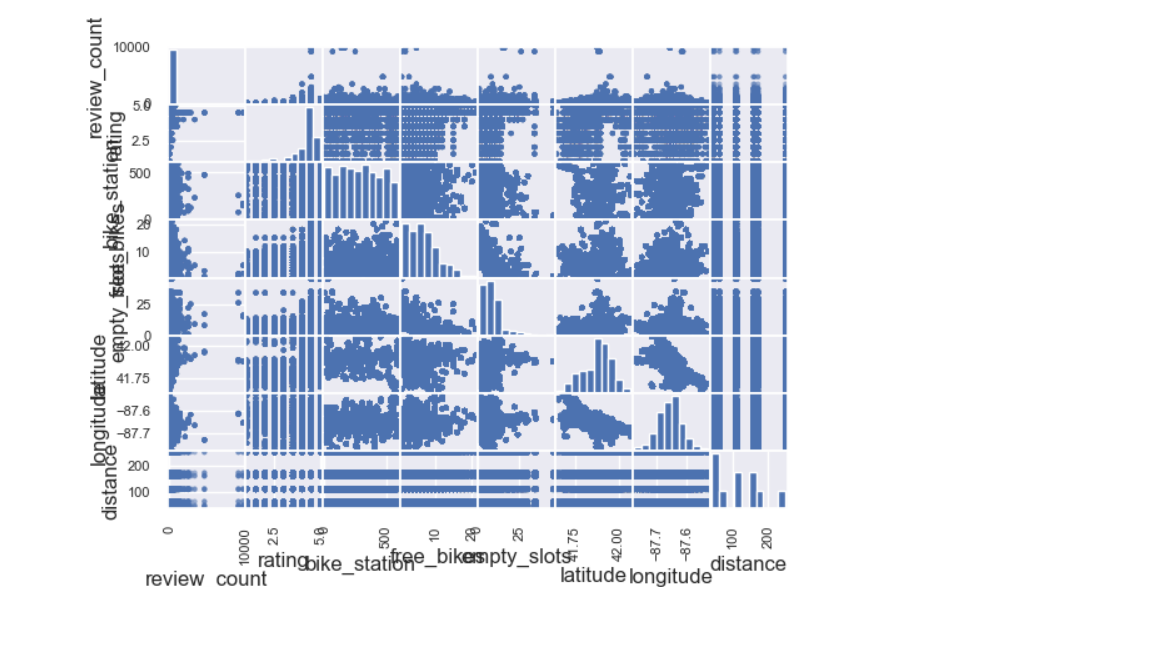 review_count
10000
0
rating
5.0
2.5
bike_station
500
0
free_bikes
20
10
empty_slots
25
0
latitude
42.00
41.75
longitude
−87.6
−87.7
distance
200
100
0 10000 2.5 5.0 500 10 20 0 25 41.75 42.00 −87.7 −87.6 100 200
review_count rating bike_station free_bikes empty_slots latitude longitude distance